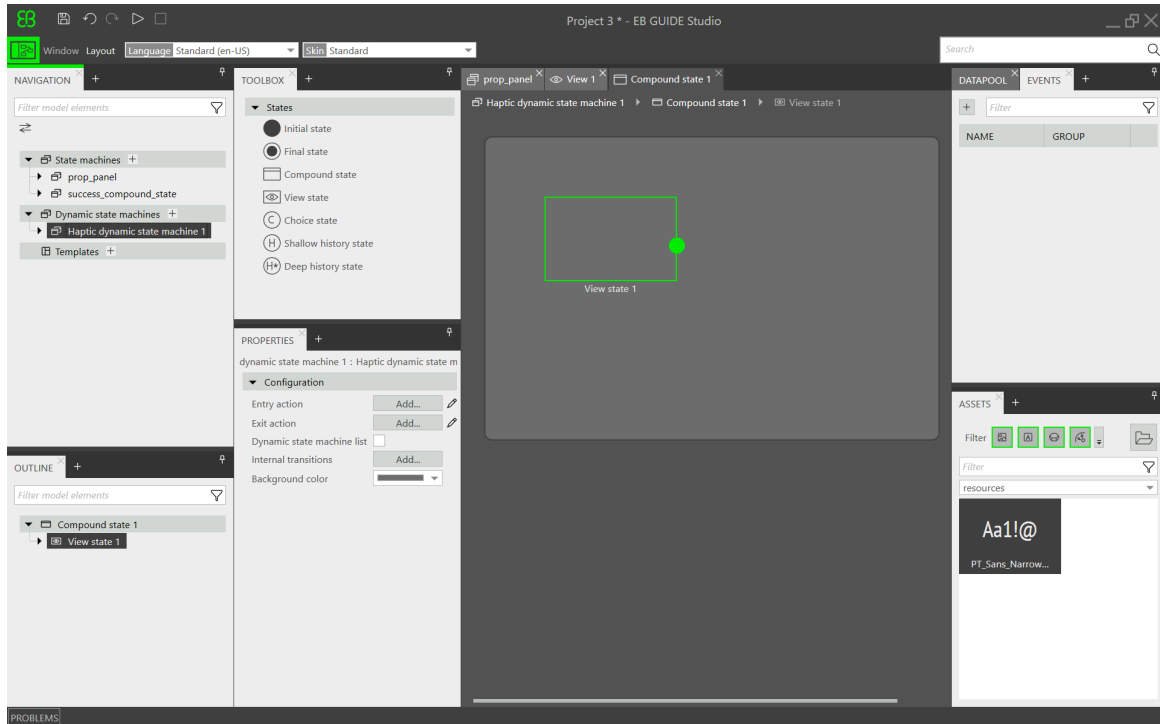 Project 3 * - EB GUIDE Studio
Window Layout Language Standard (en-US) Skin Standard
Search
NAVIGATION
Filter model elements
State machines
prop_panel
success_compound_state
Dynamic state machines
Haptic dynamic state machine 1
Templates
OUTLINE
Filter model elements
Compound state 1
View state 1
TOOLBOX
States
Initial state
Final state
Compound state
View state
C Choice state
H Shallow history state
H* Deep history state
PROPERTIES
dynamic state machine 1 : Haptic dynamic state m
Configuration
Entry action Add...
Exit action Add...
Dynamic state machine list
Internal transitions Add...
Background color
prop_panel View 1 Compound state 1
Haptic dynamic state machine 1 Compound state 1 View state 1
View state 1
DATAPOOL EVENTS
Filter
NAME GROUP
ASSETS
Filter
Filter
resources
Aa1!@
PT_Sans_Narrow...
PROBLEMS